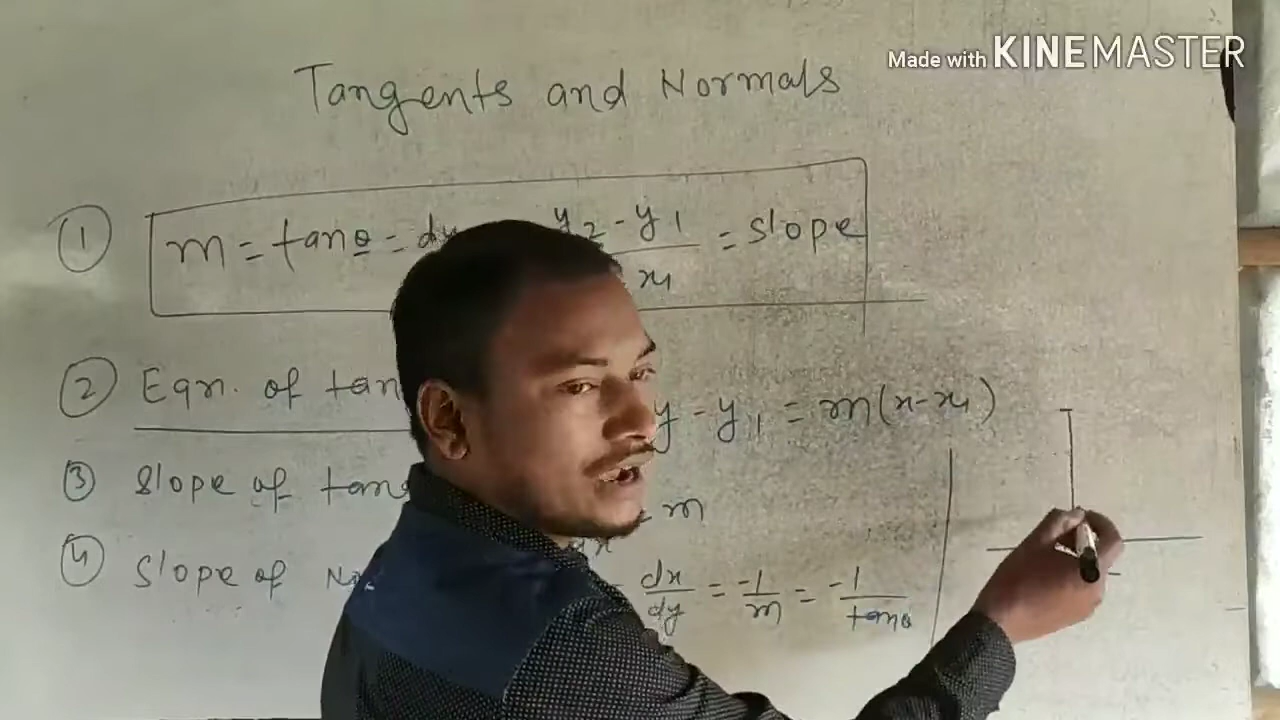 Made with KINEMASTER
Tangents and Normals
① m = tanθ = dy y2 - y1 / x1 = slope
② Eqn. of tan y - y1 = m(x - x1)
③ Slope of tan = m
④ Slope of dx/dy = -1/m = -1/tanθ